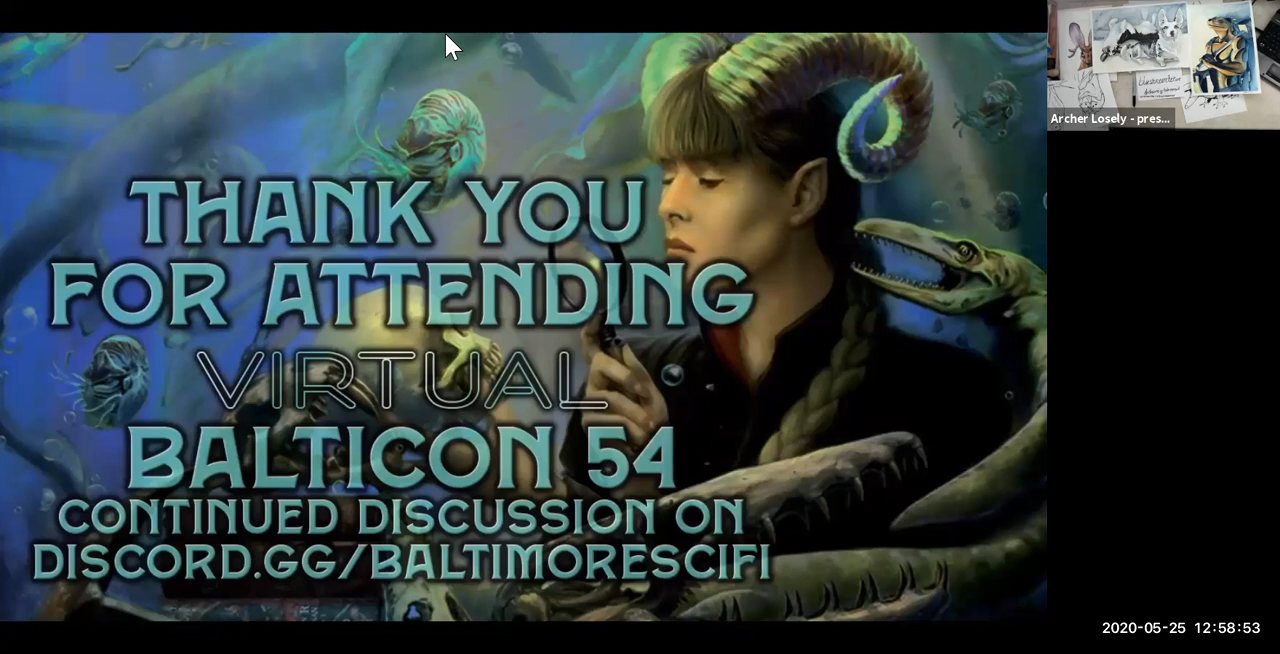 THANK YOU
FOR ATTENDING
VIRTUAL
BALTICON 54
CONTINUED DISCUSSION ON
DISCORD.GG/BALTIMORESCIFI
Archer Losely - pres...
2020-05-25 12:58:53